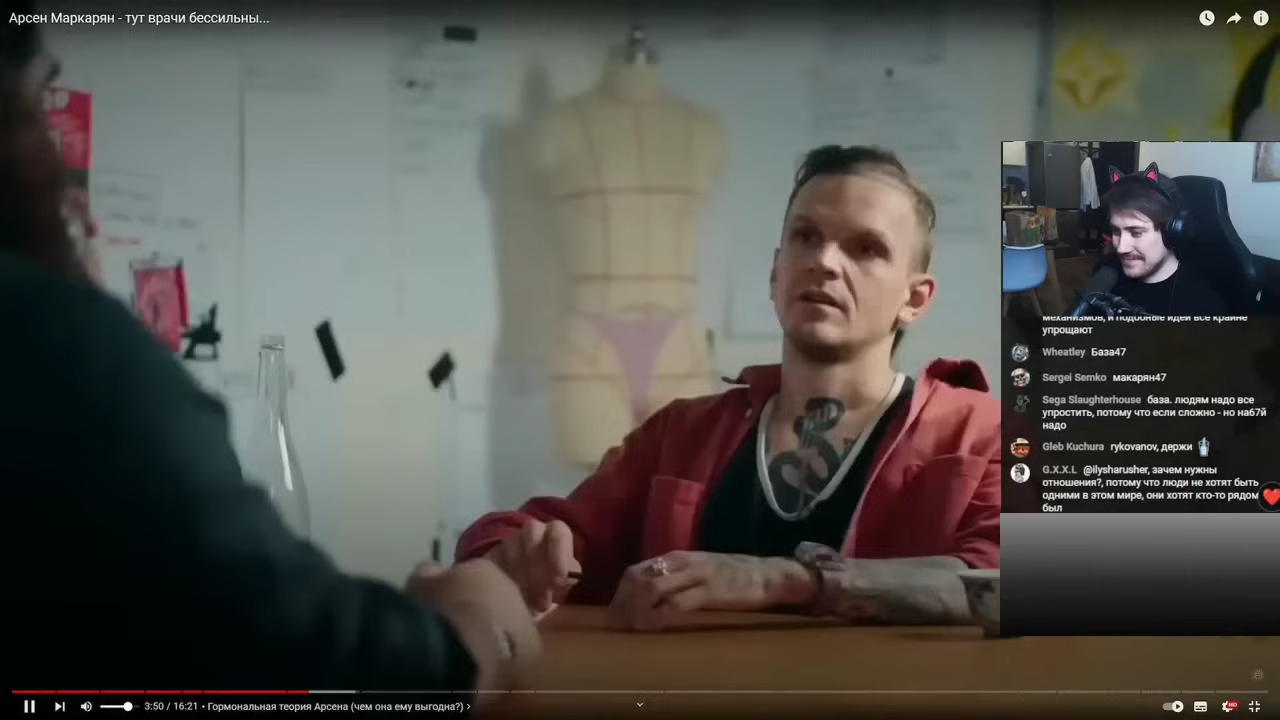 Арсен Маркарян - тут врачи бессильны...
механизмов, и подобные идеи все крайне
упрощают
Wheatley База47
Sergei Semko макарян47
Sega Slaughterhouse база. людям надо все
упростить, потому что если сложно - но на67й
надо
Gleb Kuchura rykovanov, держи
G.X.X.L @ilysharusher, зачем нужны
отношения?, потому что люди не хотят быть
одними в этом мире, они хотят кто-то рядом
был
3:50 / 16:21 • Гормональная теория Арсена (чем она ему выгодна?) ›
HD